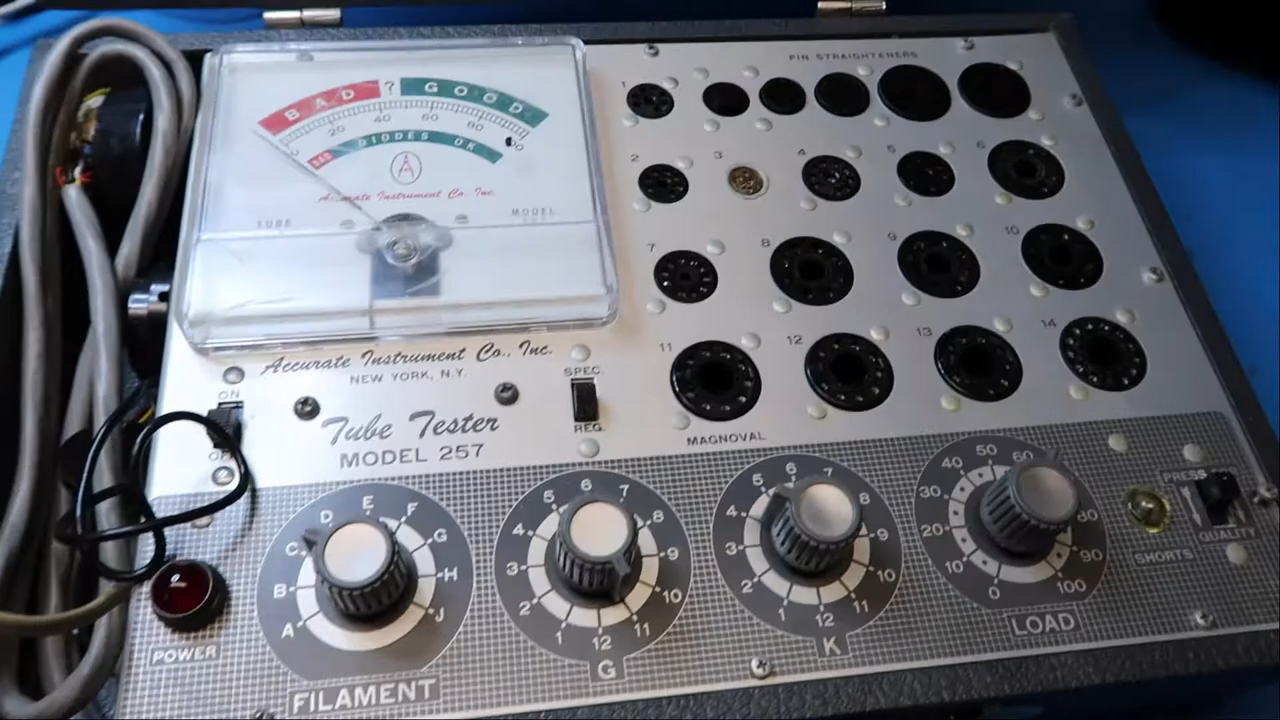 BAD ? GOOD
20 40 60 80
BAD DIODES OK
A
Accurate Instrument Co. Inc.
TUBE MODEL
PIN STRAIGHTENERS
1
2 3 4 5 6
7 8 9 10
11 12 13 14
MAGNOVAL
Accurate Instrument Co., Inc.
NEW YORK, N.Y.
ON
SPEC.
REG.
Tube Tester
MODEL 257
POWER
A B C D E F G H J
FILAMENT
1 2 3 4 5 6 7 8 9 10 11 12
G
1 2 3 4 5 6 7 8 9 10 11 12
K
0 10 20 30 40 50 60 80 90 100
LOAD
SHORTS
PRESS
QUALITY